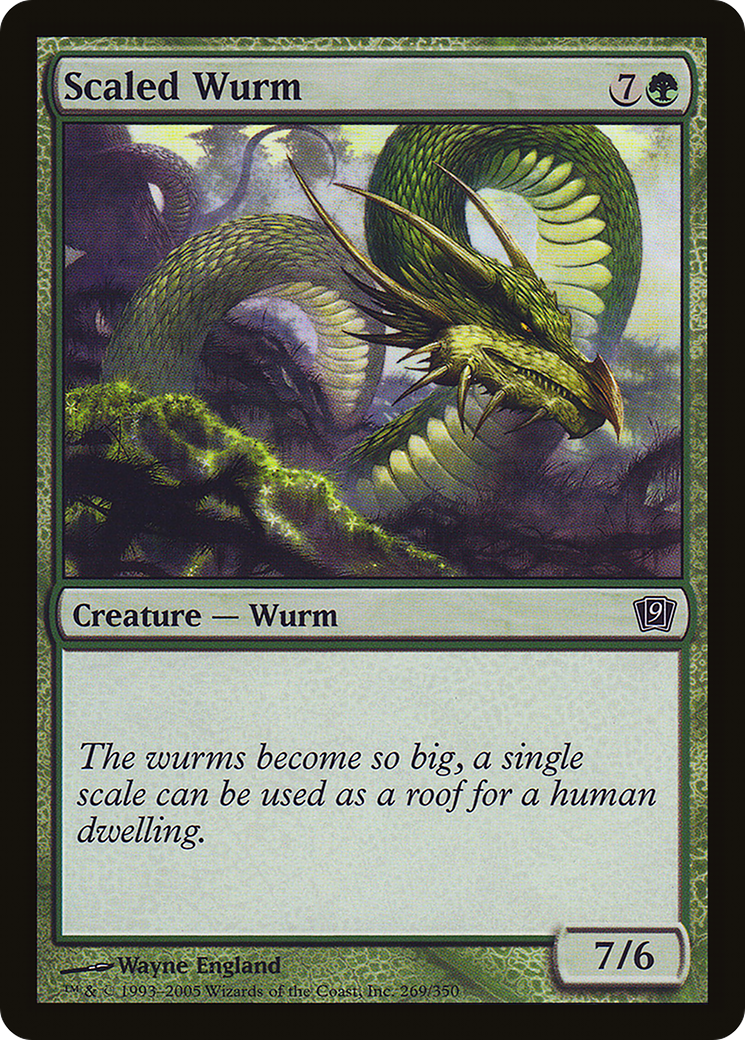 Scaled Wurm
7
Creature — Wurm
9
The wurms become so big, a single
scale can be used as a roof for a human
dwelling.
7/6
Wayne England
™ & © 1993–2005 Wizards of the Coast, Inc. 269/350